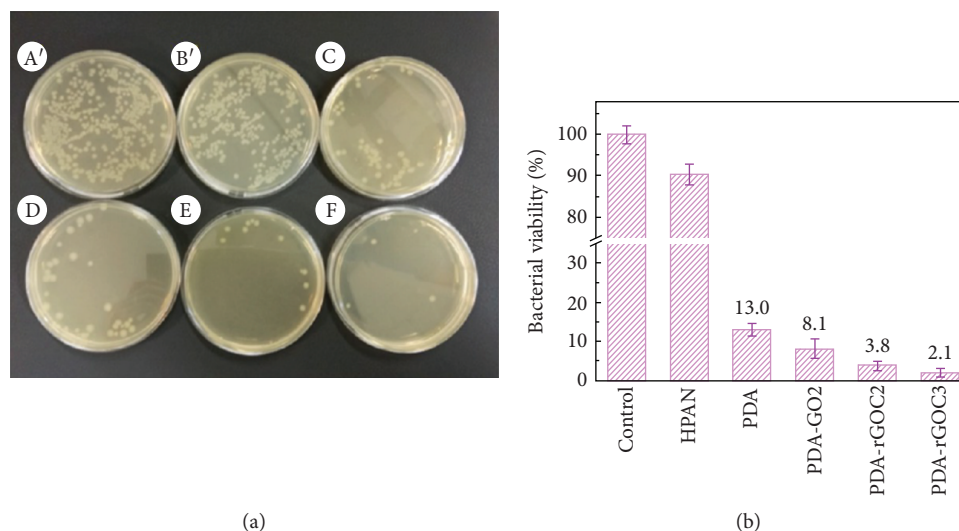 A′
B′
C
D
E
F
(a)
Bacterial viability (%)
100
90
80
30
20
10
0
13.0
8.1
3.8
2.1
Control
HPAN
PDA
PDA-GO2
PDA-rGOC2
PDA-rGOC3
(b)